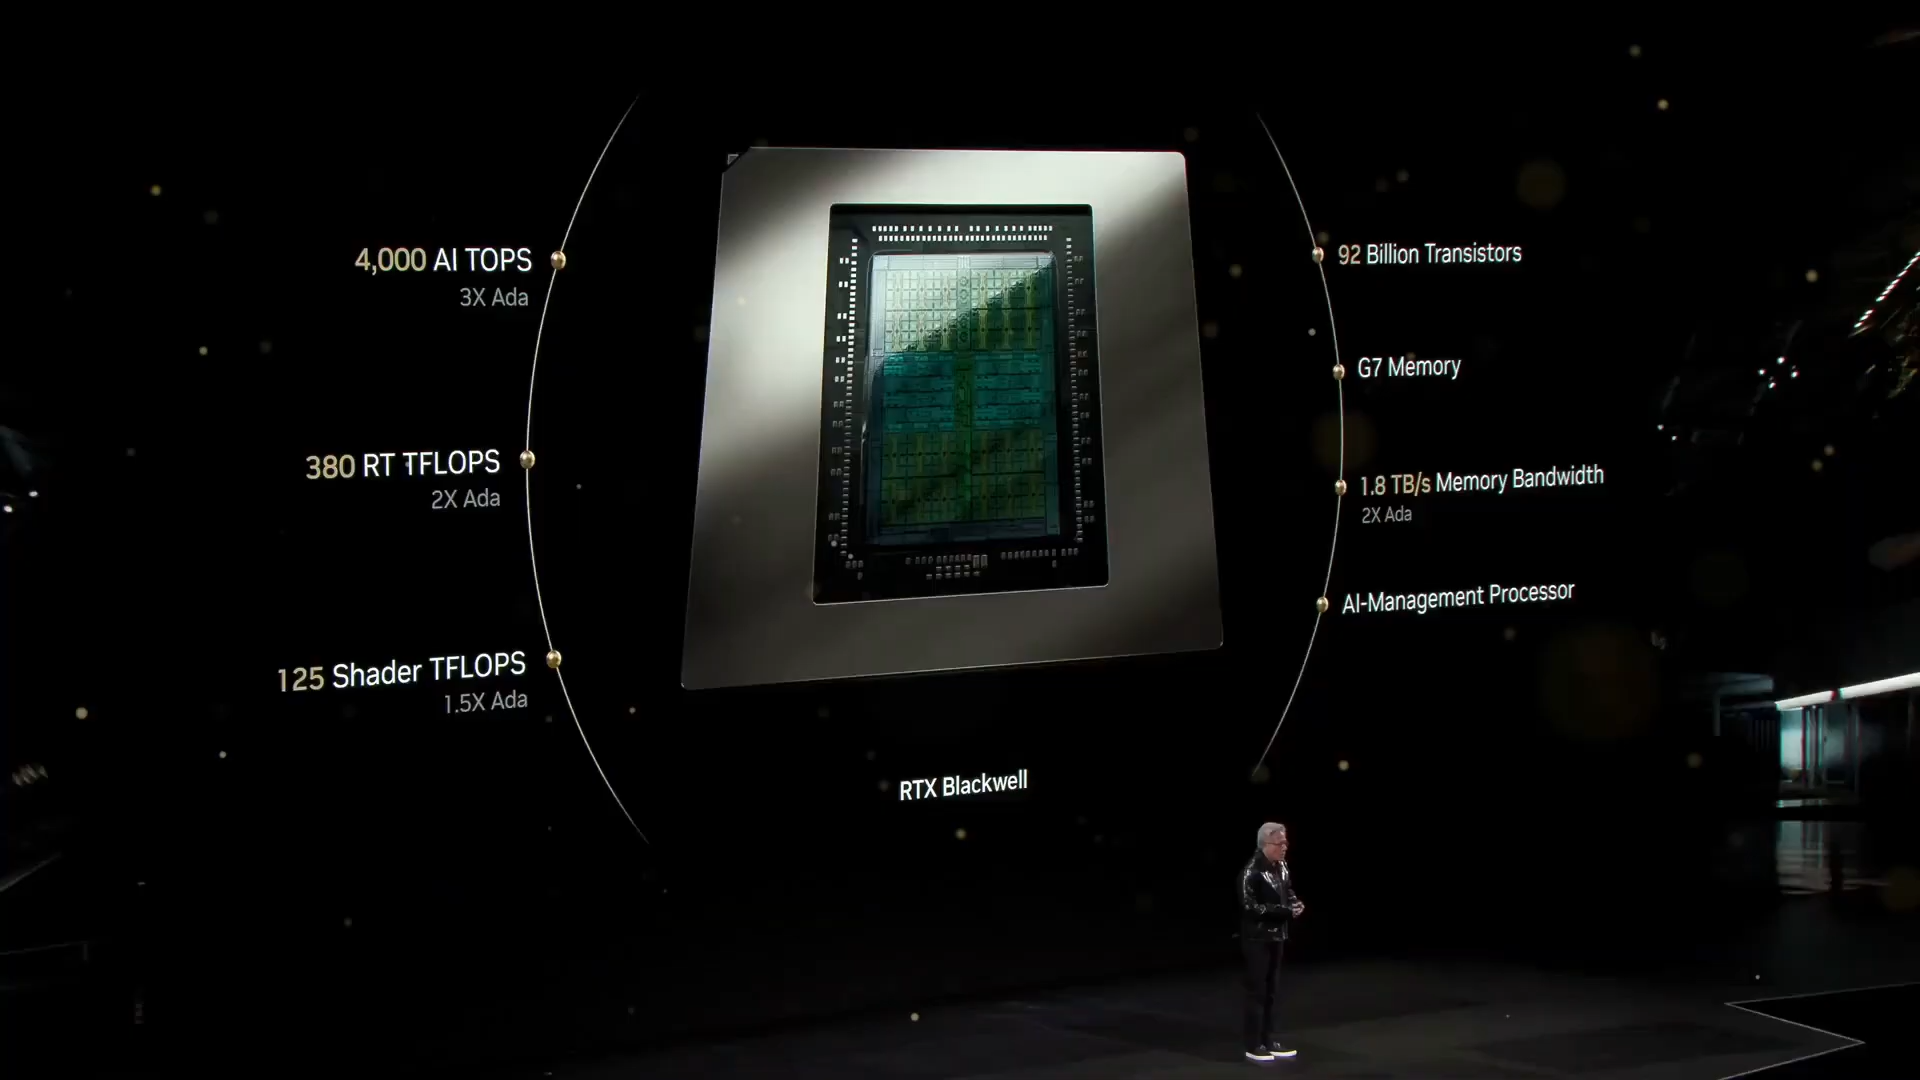 4,000 AI TOPS
3X Ada
380 RT TFLOPS
2X Ada
125 Shader TFLOPS
1.5X Ada
92 Billion Transistors
G7 Memory
1.8 TB/s Memory Bandwidth
2X Ada
AI-Management Processor
RTX Blackwell